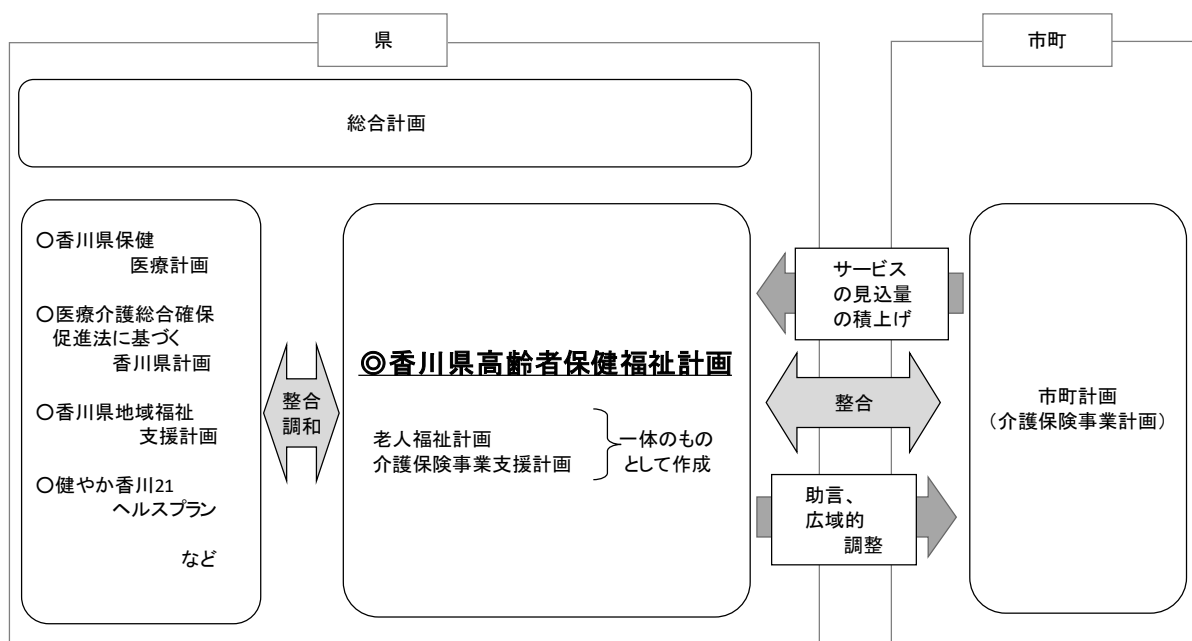 県
市町
総合計画
〇香川県保健
医療計画
〇医療介護総合確保
促進法に基づく
香川県計画
〇香川県地域福祉
支援計画
〇健やか香川21
ヘルスプラン
など
整合
調和
◎香川県高齢者保健福祉計画
老人福祉計画
介護保険事業支援計画
一体のもの
として作成
サービス
の見込量
の積上げ
整合
助言、
広域的
調整
市町計画
（介護保険事業計画）